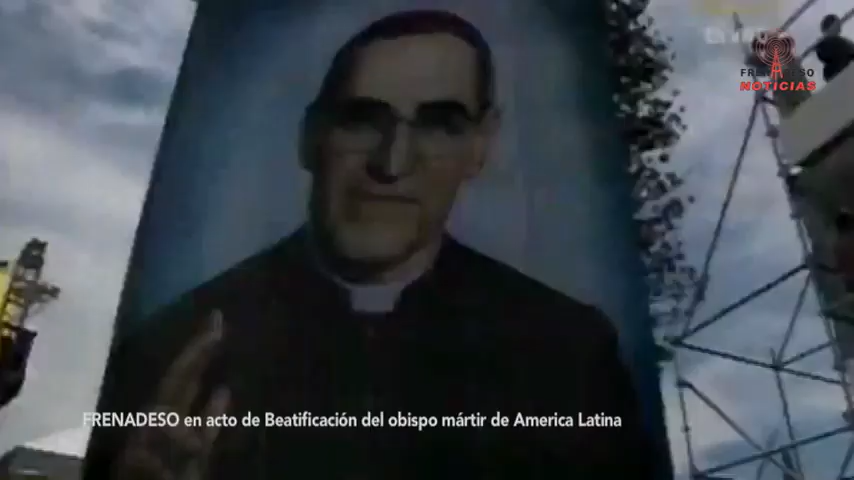 FRENADESO
NOTICIAS
FRENADESO en acto de Beatificación del obispo mártir de America Latina